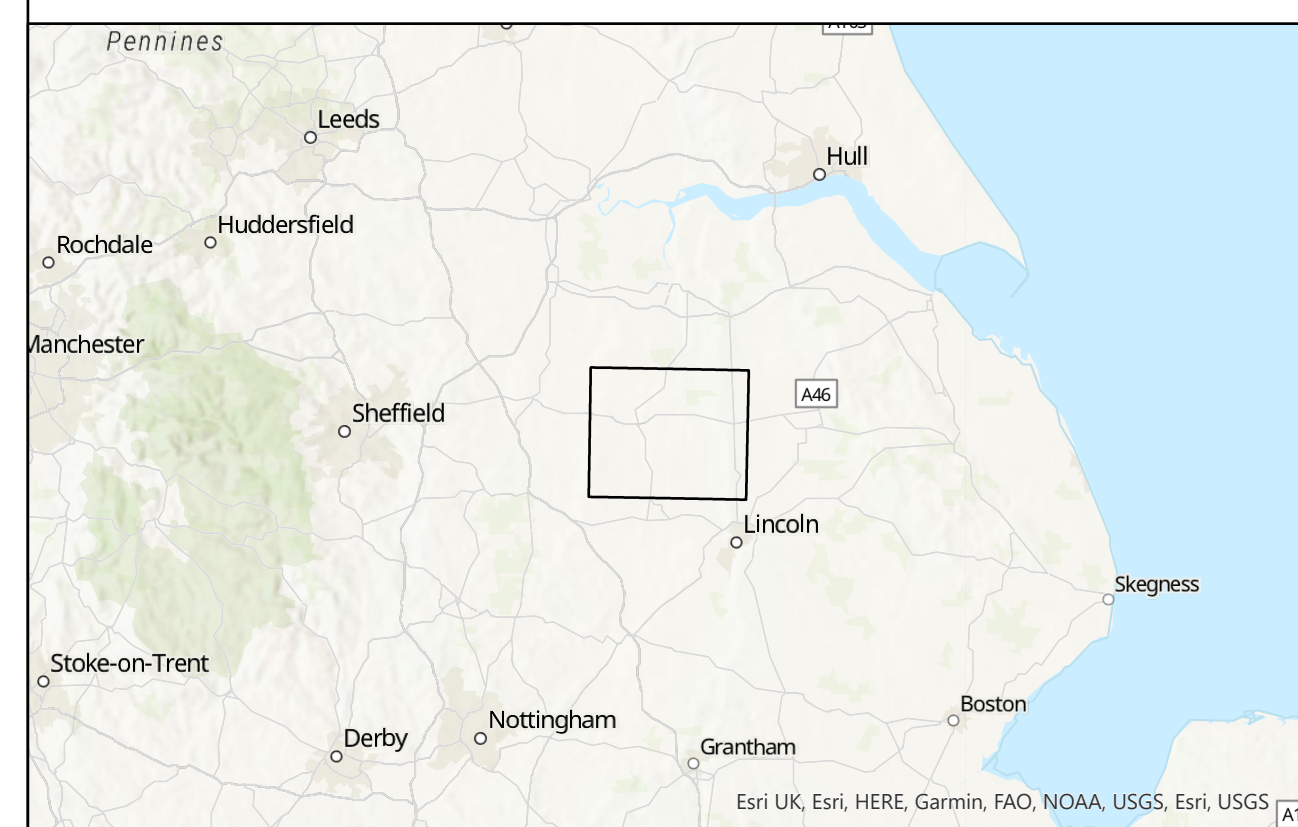 Pennines
Leeds
Hull
Huddersfield
Rochdale
Manchester
A46
Sheffield
Lincoln
Skegness
Stoke-on-Trent
Boston
Nottingham
Derby
Grantham
Esri UK, Esri, HERE, Garmin, FAO, NOAA, USGS, Esri, USGS